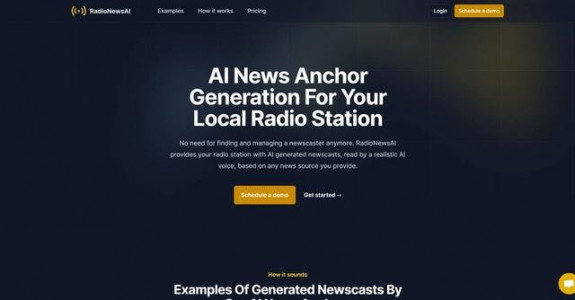 RadioNewsAI
Examples
How it works
Pricing
Login
Schedule a demo
AI News Anchor
Generation For Your
Local Radio Station
No need for finding and managing a newscaster anymore. RadioNewsAI
provides your radio station with AI generated newscasts, read by a realistic AI
voice, based on any news source you provide.
Schedule a demo
Get started →
How it sounds
Examples Of Generated Newscasts By